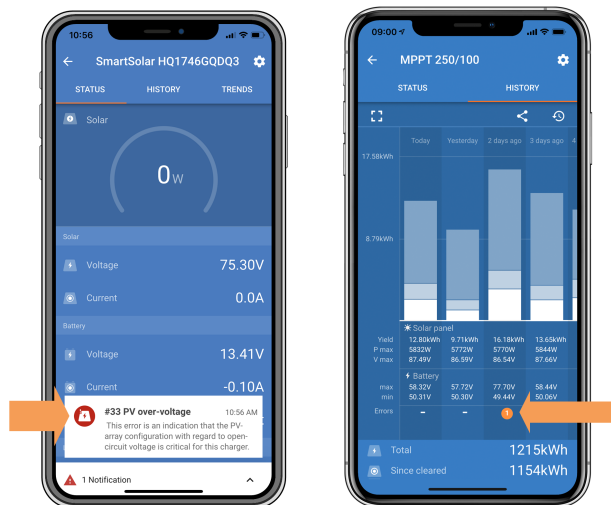 10:56
SmartSolar HQ1746GQDQ3
STATUS HISTORY TRENDS
Solar
0W
Solar
Voltage 75.30V
Current 0.0A
Battery
Voltage 13.41V
Current -0.10A
#33 PV over-voltage 10:56 AM
This error is an indication that the PV-
array configuration with regard to open-
circuit voltage is critical for this charger.
1 Notification
09:00
MPPT 250/100
STATUS HISTORY
Today Yesterday 2 days ago 3 days ago 4
17.58kWh
8.79kWh
Solar panel
Yield 12.80kWh 9.71kWh 16.18kWh 13.65kWh
P max 5832W 5772W 5770W 5844W
V max 87.49V 86.59V 86.54V 87.66V
Battery
max 58.32V 57.72V 77.70V 58.44V
min 50.31V 50.30V 49.44V 50.06V
Errors – – 1
Total 1215kWh
Since cleared 1154kWh